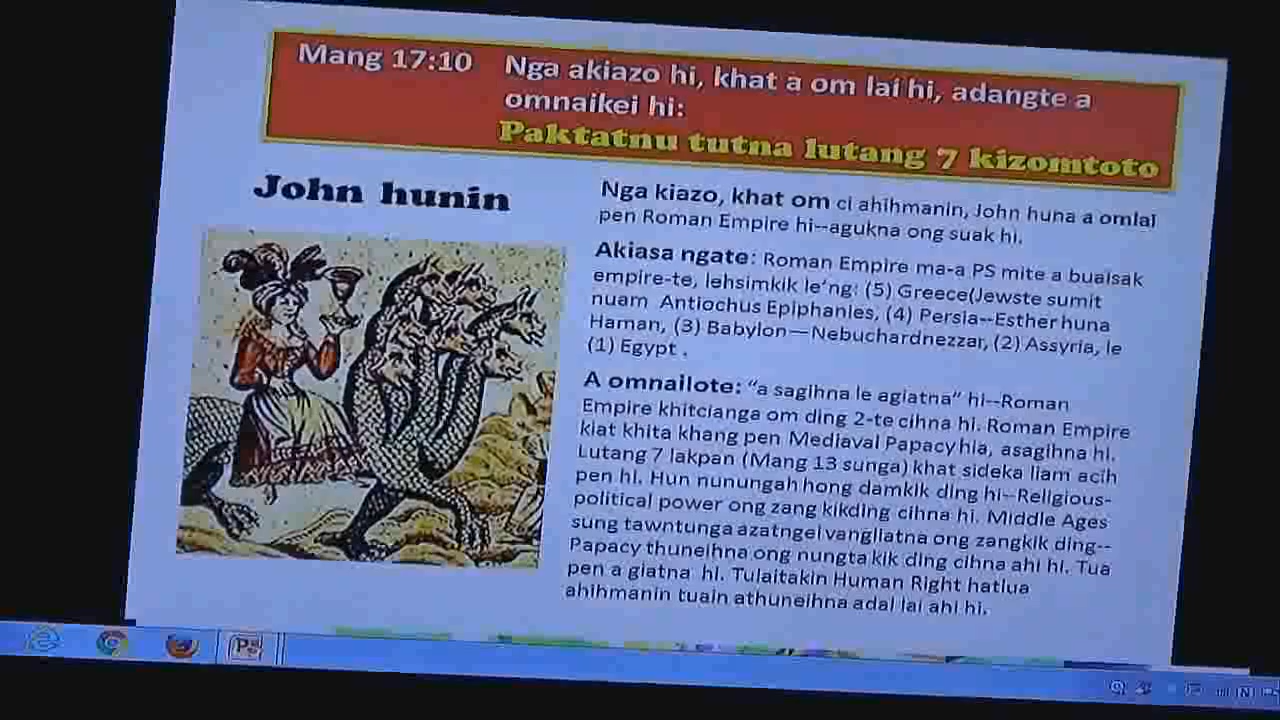 Mang 17:10 Nga akiazo hi, khat a om lai hi, adangte a
omnaikei hi:
Paktatnu tutna lutang 7 kizomtoto
John hunin
Nga kiazo, khat om ci ahihmanin, John huna a omlai
pen Roman Empire hi--agukna ong suak hi.
Akiasa ngate: Roman Empire ma-a PS mite a buaisak
empire-te, lehsimkik le'ng: (5) Greece(Jewste sumit
nuam Antiochus Epiphanies, (4) Persia--Esther huna
Haman, (3) Babylon—Nebuchardnezzar, (2) Assyria, le
(1) Egypt .
A omnailote: "a sagihna le agiatna" hi--Roman
Empire khitcianga om ding 2-te cihna hi. Roman Empire
kiat khita khang pen Mediaval Papacy hia, asagihna hi.
Lutang 7 lakpan (Mang 13 sunga) khat sideka liam acih
pen hi. Hun nunungah hong damkik ding hi--Religious-
political power ong zang kikding cihna hi. Middle Ages
sung tawntunga azatngei vangliatna ong zangkik ding--
Papacy thuneihna ong nungta kik ding cihna ahi hi. Tua
pen a giatna hi. Tulaitakin Human Right hatlua
ahihmanin tuain athuneihna adal lai ahi hi.